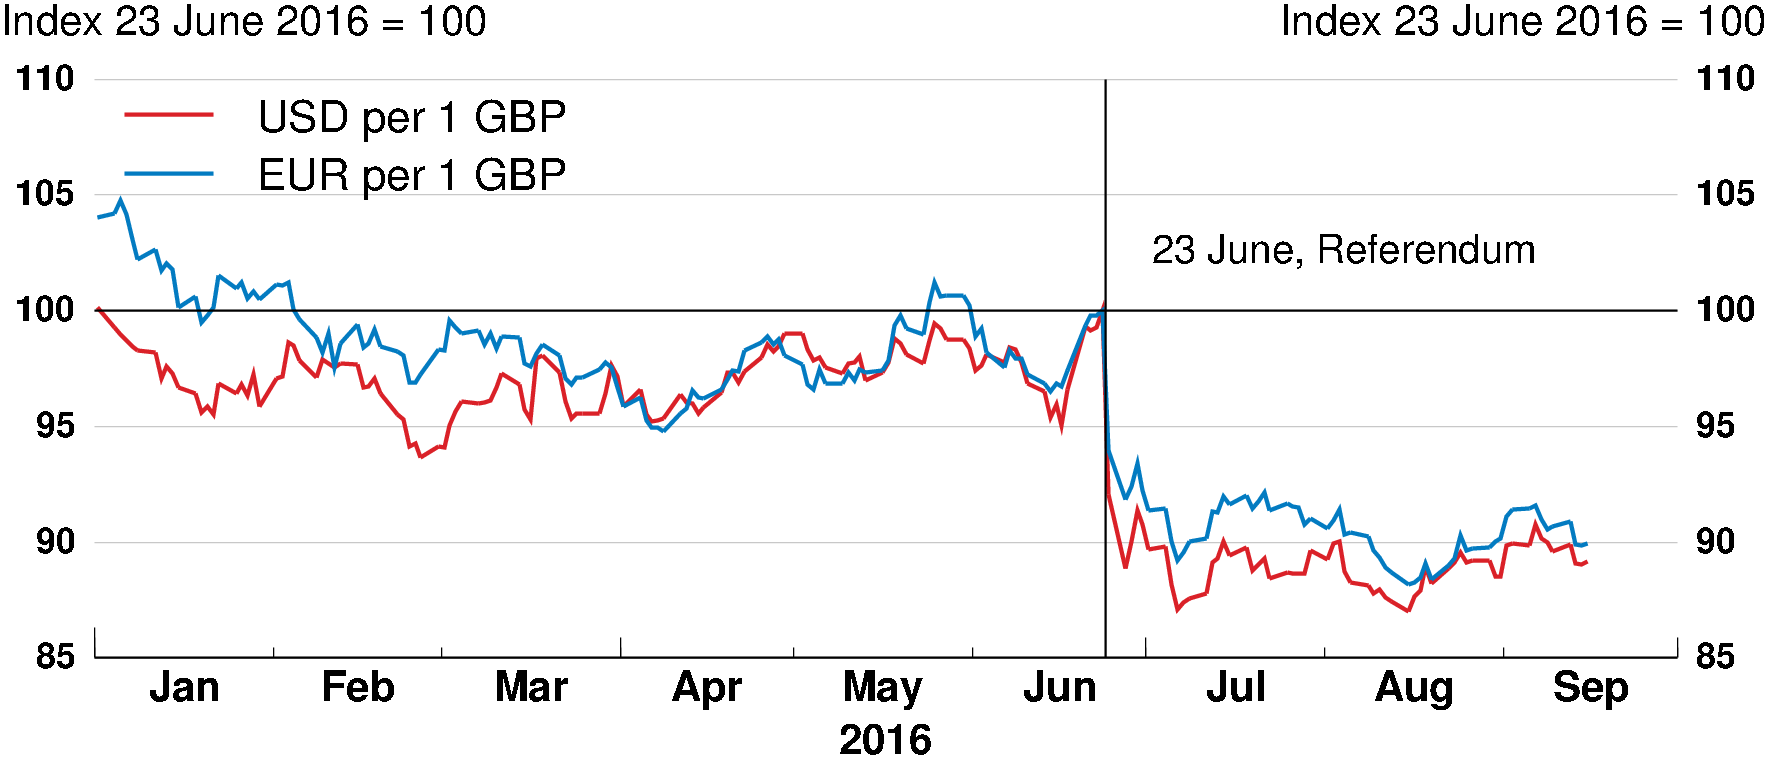 Index 23 June 2016 = 100 Index 23 June 2016 = 100
110 110
USD per 1 GBP
EUR per 1 GBP
105 105
23 June, Referendum
100 100
95 95
90 90
85 85
Jan Feb Mar Apr May Jun Jul Aug Sep
2016